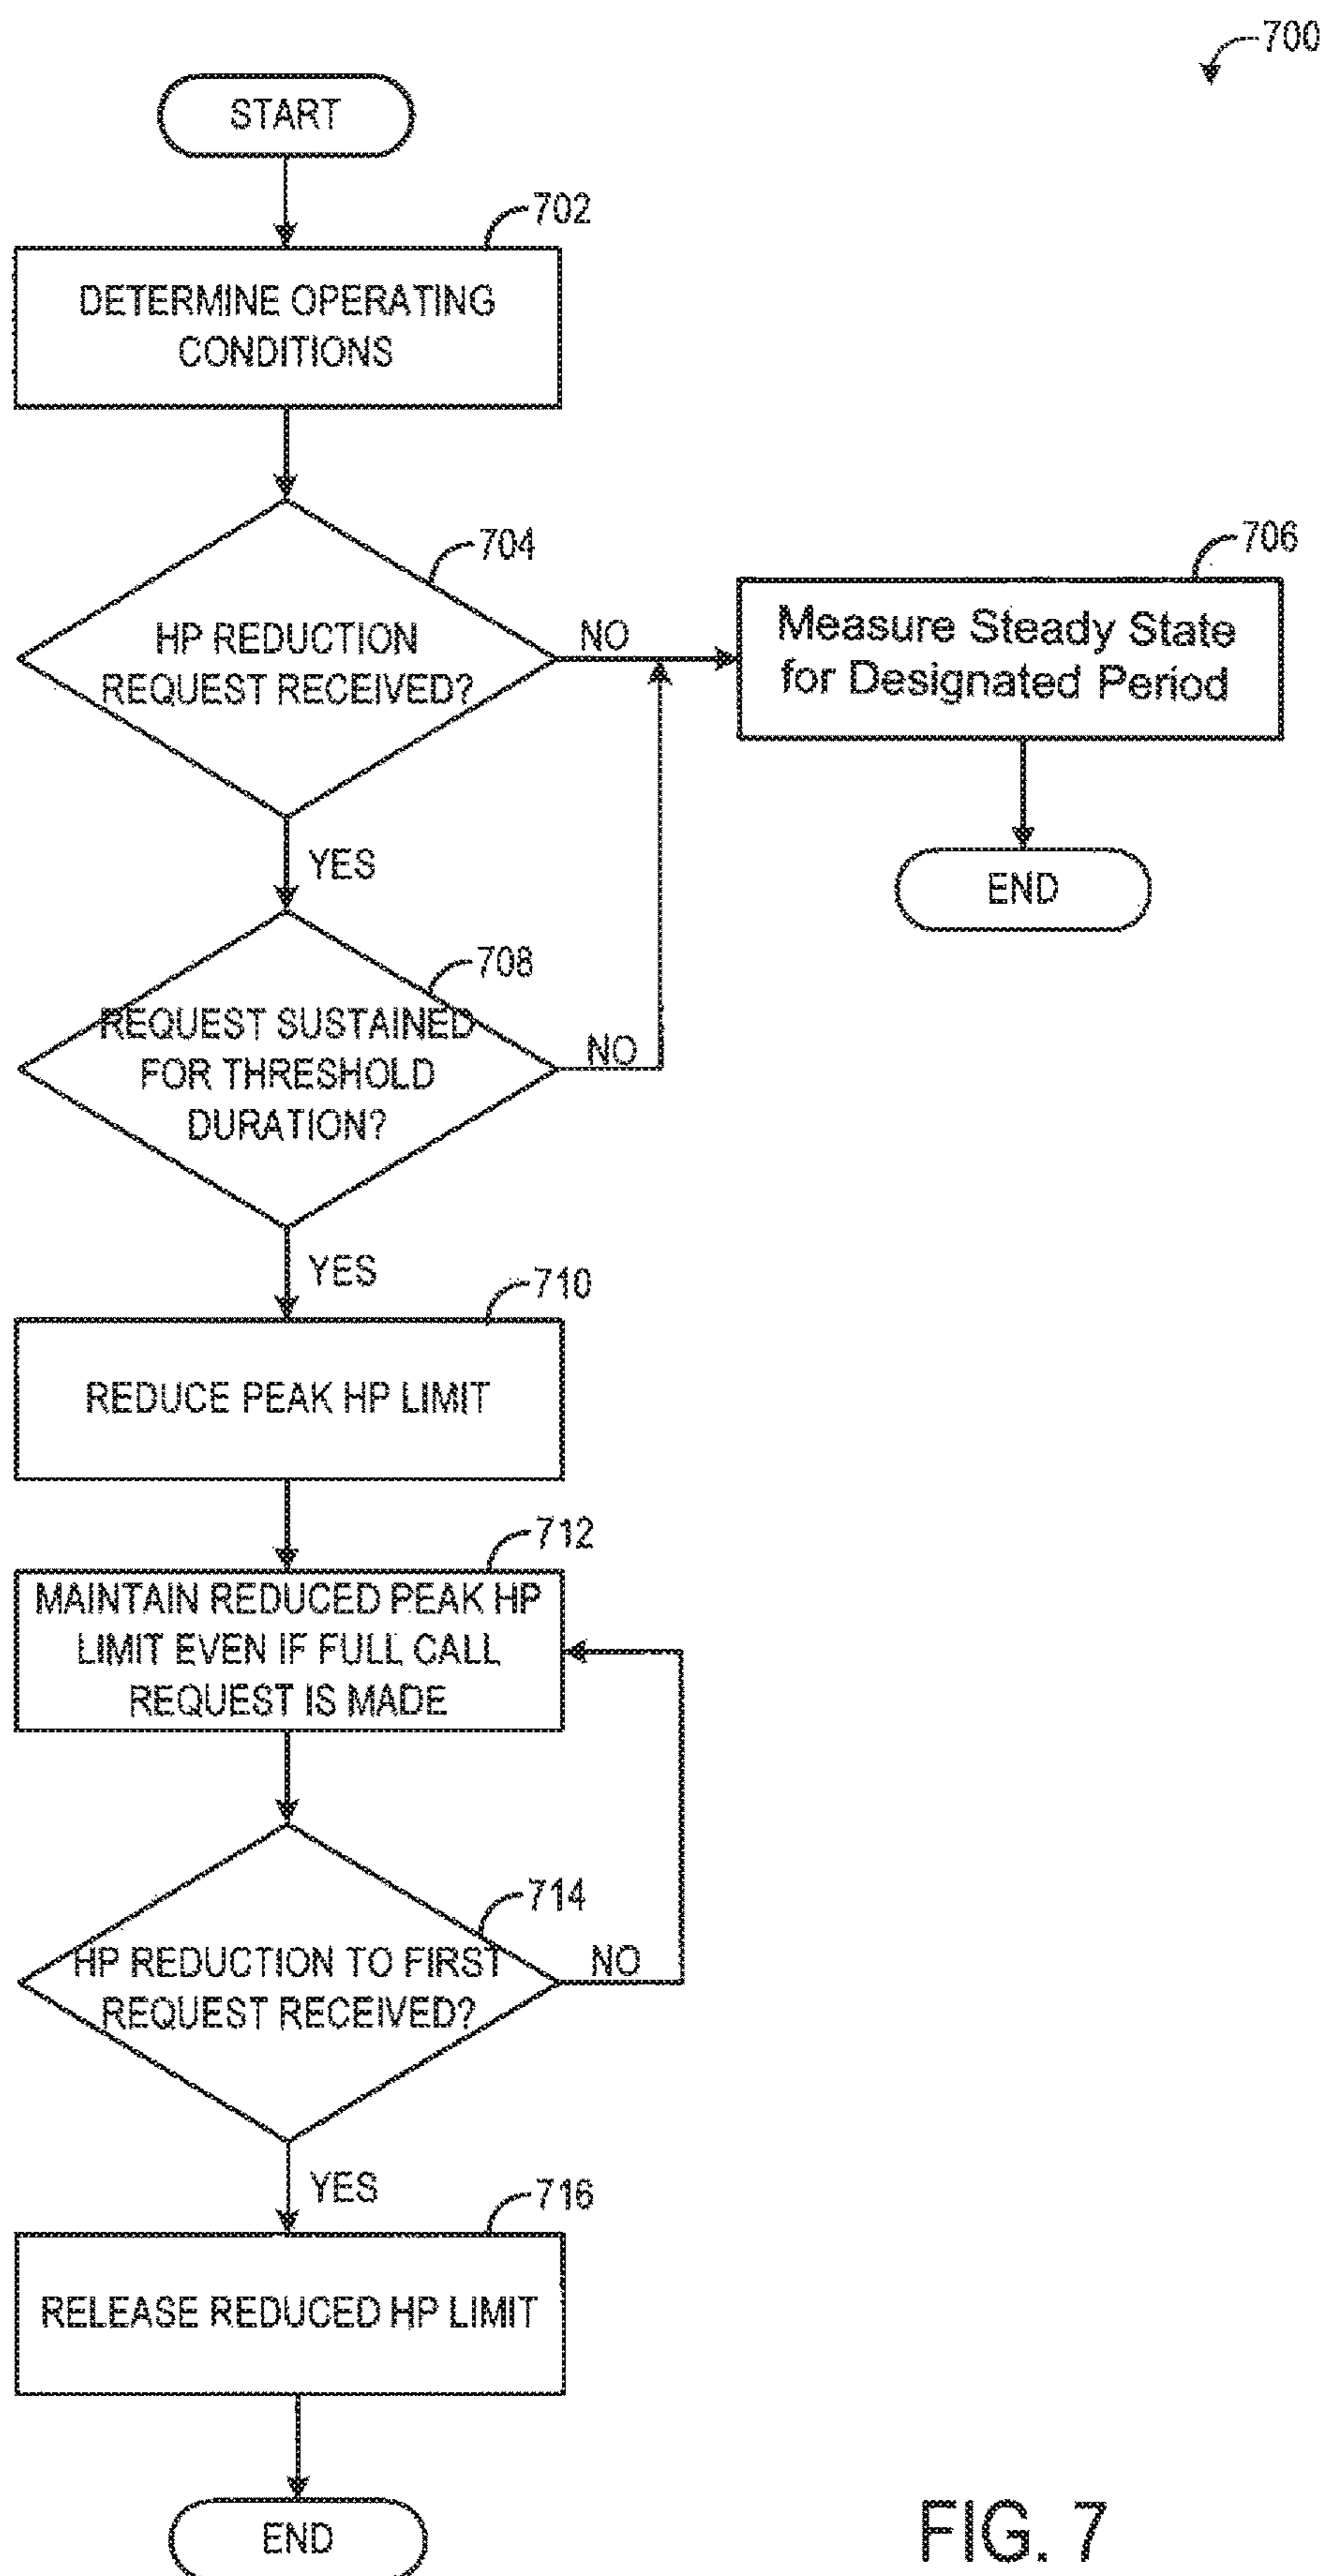 700
START
702
DETERMINE OPERATING
CONDITIONS
704
HP REDUCTION
REQUEST RECEIVED?
NO
706
Measure Steady State
for Designated Period
YES
END
708
REQUEST SUSTAINED
FOR THRESHOLD
DURATION?
NO
YES
710
REDUCE PEAK HP LIMIT
712
MAINTAIN REDUCED PEAK HP
LIMIT EVEN IF FULL CALL
REQUEST IS MADE
714
HP REDUCTION TO FIRST
REQUEST RECEIVED?
NO
YES
716
RELEASE REDUCED HP LIMIT
END
FIG. 7